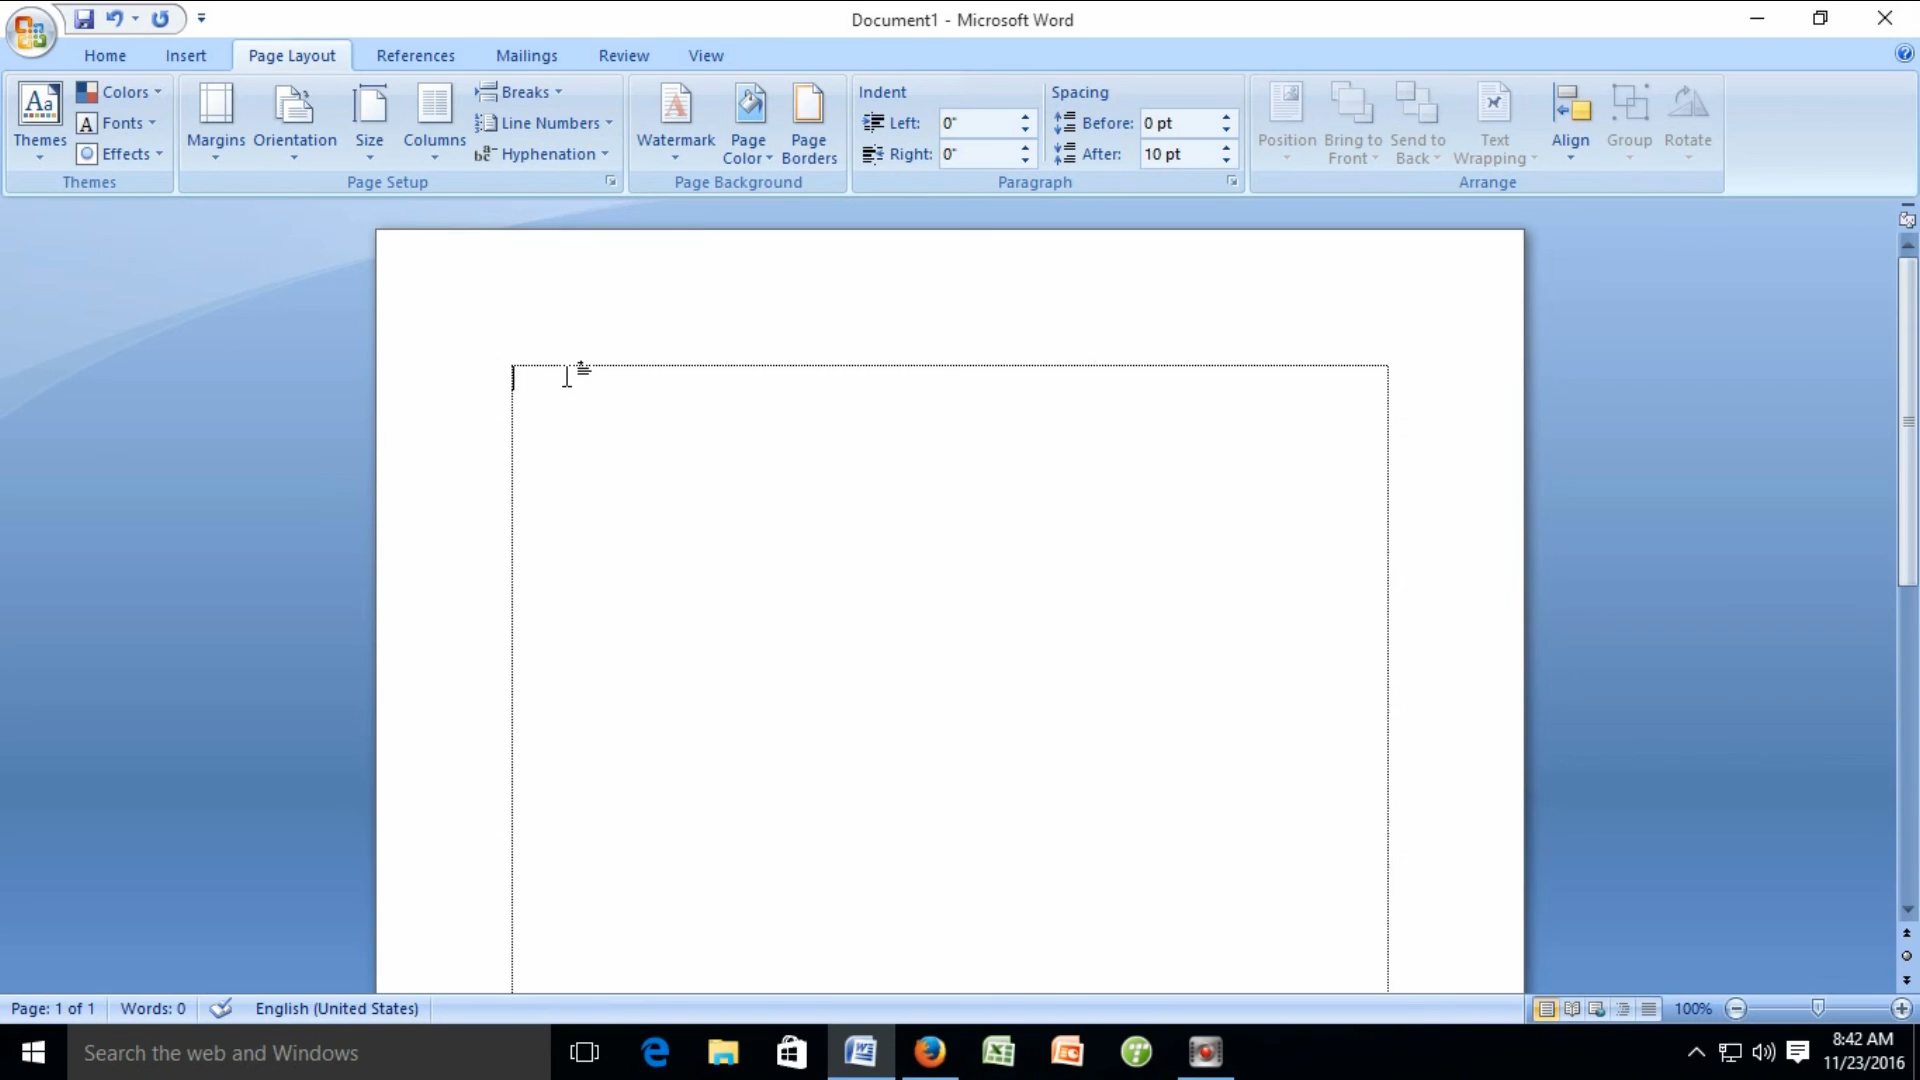 Document1 - Microsoft Word
Home Insert Page Layout References Mailings Review View
Aa Themes
Colors
A Fonts
Effects
Themes
Margins Orientation Size Columns
Breaks
Line Numbers
Hyphenation
Page Setup
Watermark Page Color Page Borders
Page Background
Indent
Left: 0"
Right: 0"
Spacing
Before: 0 pt
After: 10 pt
Paragraph
Position Bring to Front Send to Back Text Wrapping Align Group Rotate
Arrange
Page: 1 of 1 Words: 0 English (United States) 100%
Search the web and Windows
8:42 AM
11/23/2016